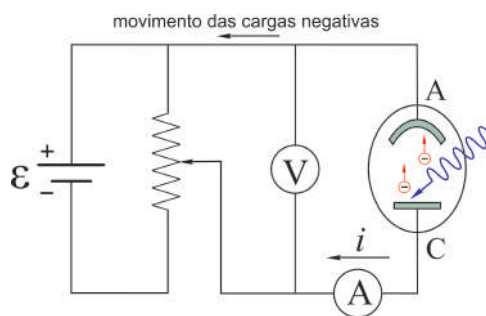 movimento das cargas negativas
A
+
ε
−
V
−
−
i
C
A